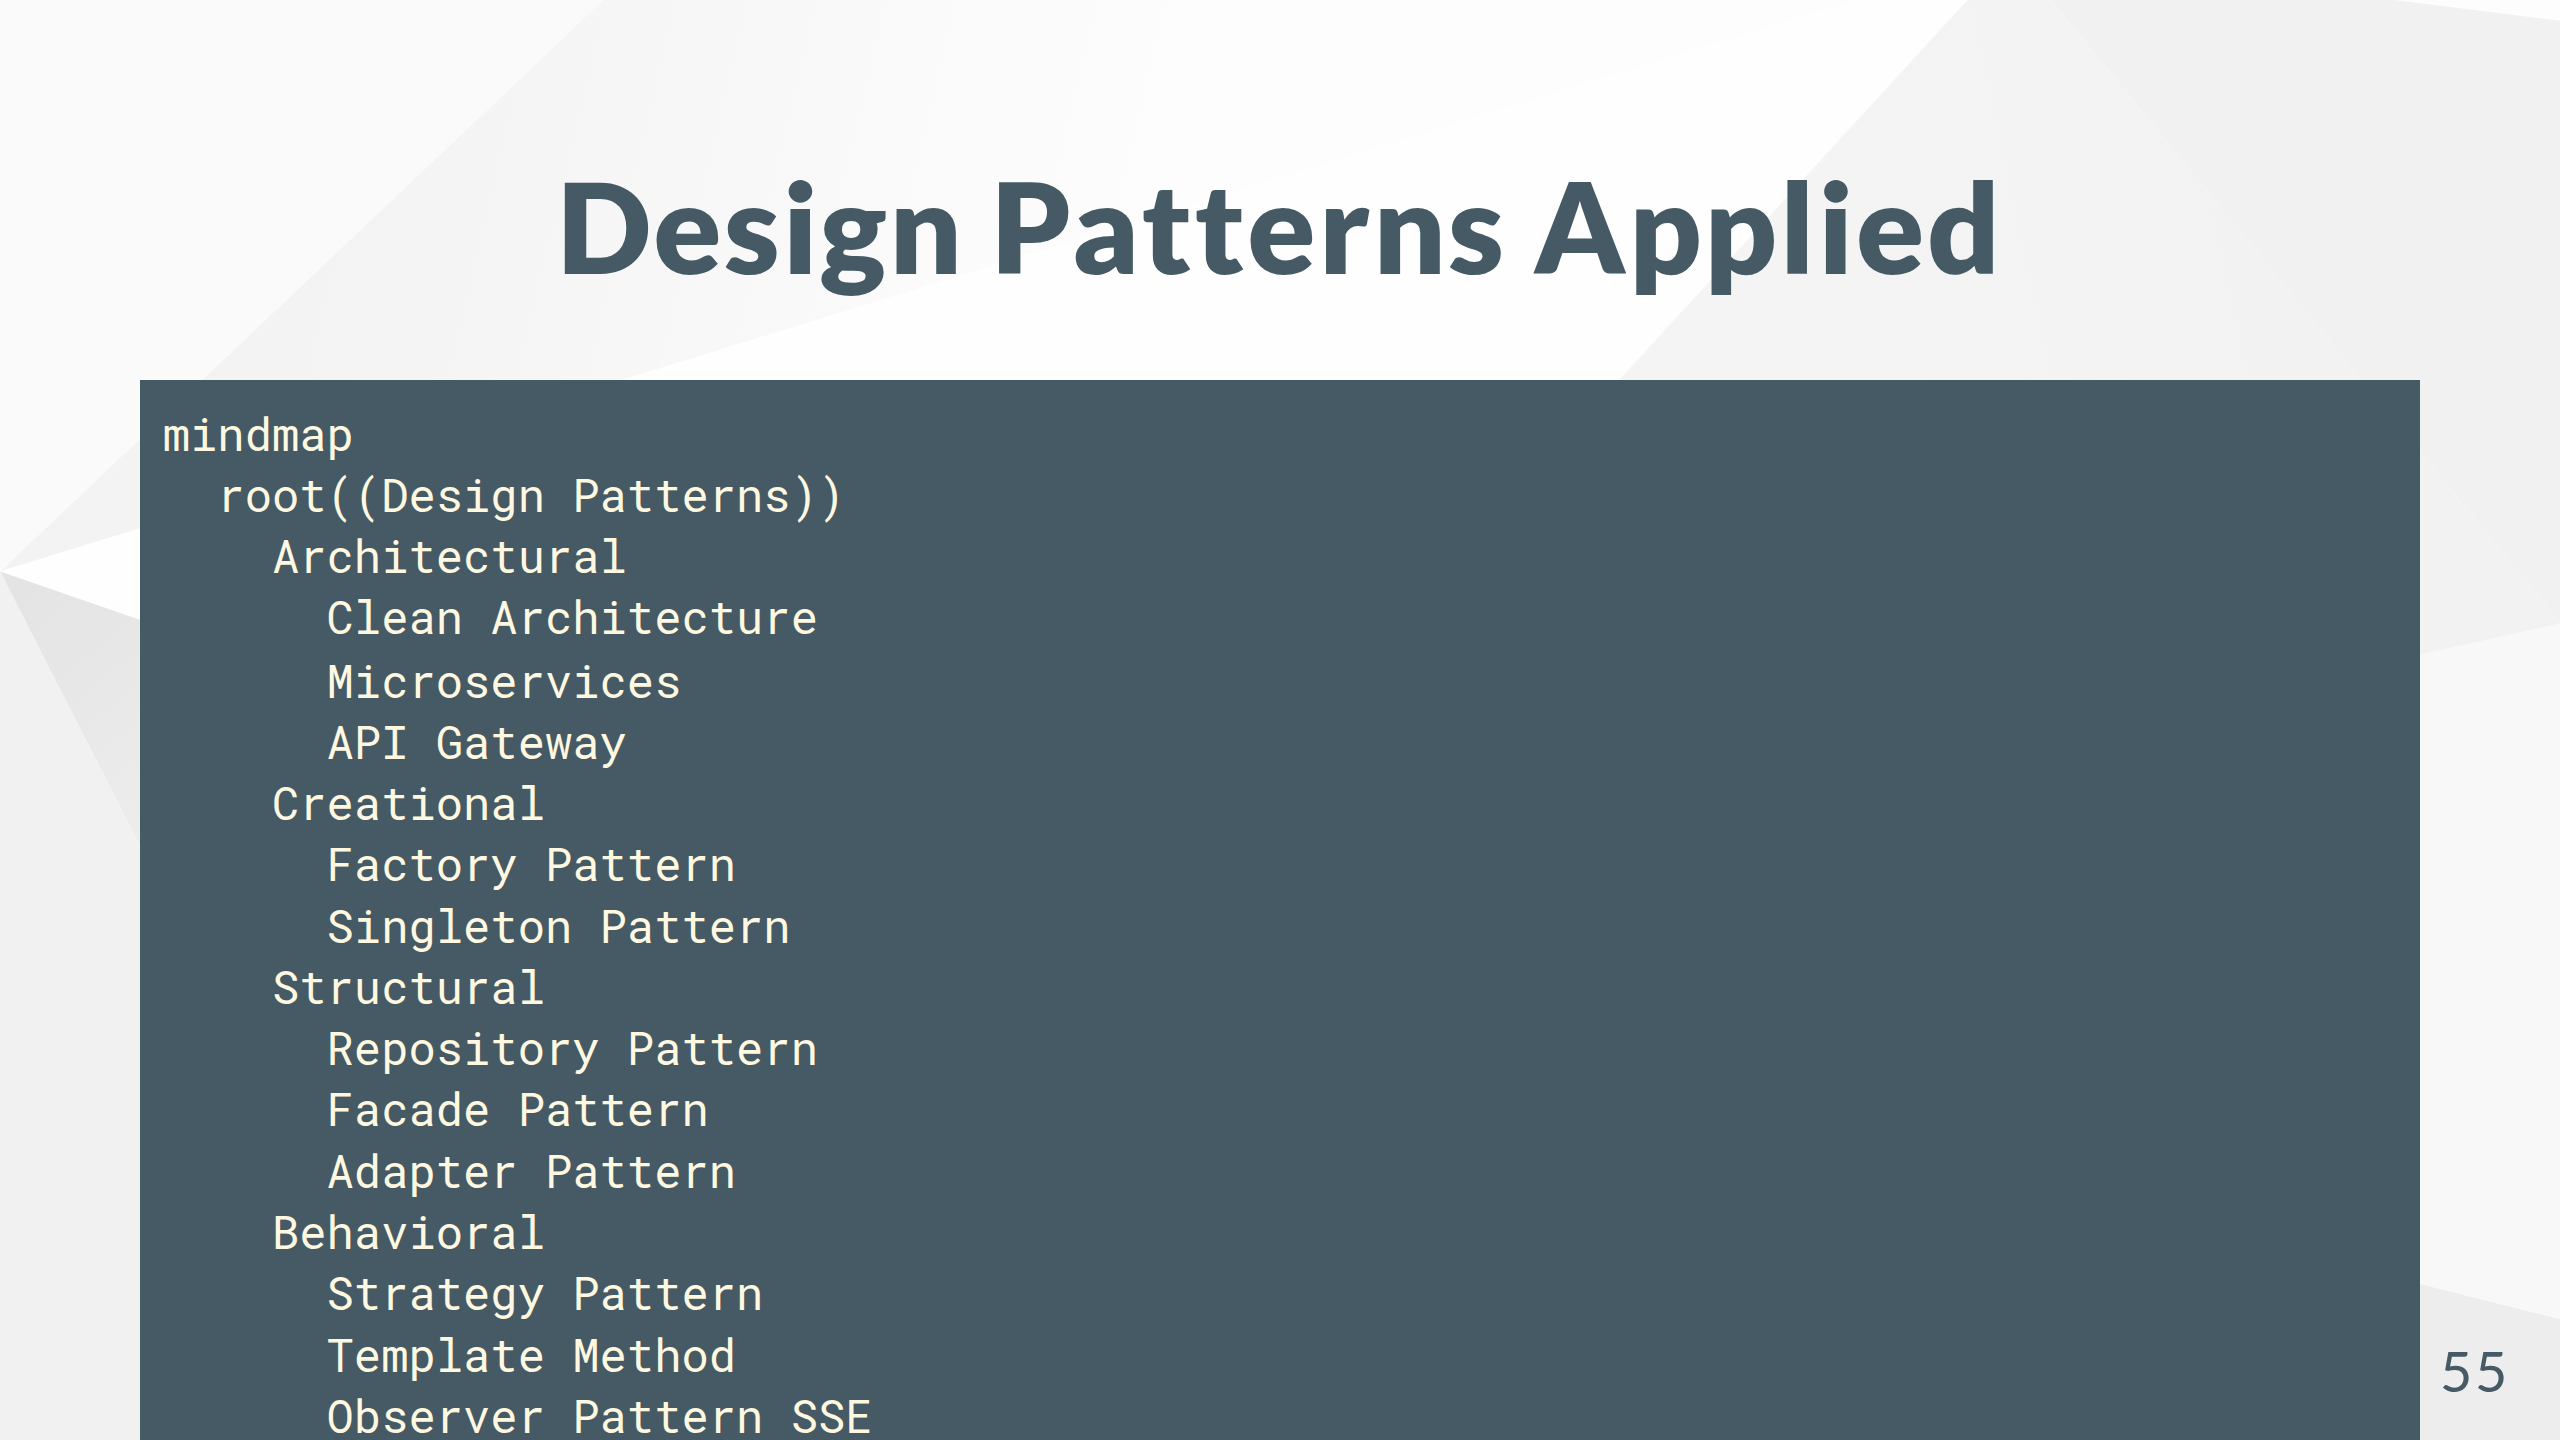 Design Patterns Applied
mindmap
  root((Design Patterns))
    Architectural
      Clean Architecture
      Microservices
      API Gateway
    Creational
      Factory Pattern
      Singleton Pattern
    Structural
      Repository Pattern
      Facade Pattern
      Adapter Pattern
    Behavioral
      Strategy Pattern
      Template Method
      Observer Pattern SSE
55